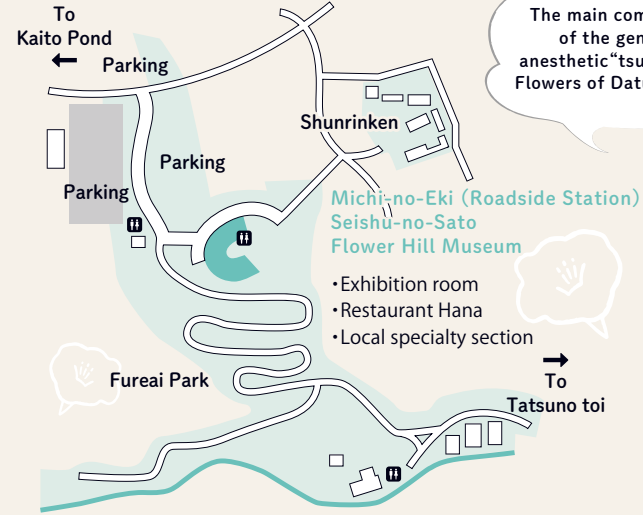 To
Kaito Pond
Parking
The main com
of the gen
anesthetic“tsu
Flowers of Datu
Shunrinken
Parking
Parking
Michi-no-Eki (Roadside Station)
Seishu-no-Sato
Flower Hill Museum
・Exhibition room
・Restaurant Hana
・Local specialty section
Fureai Park
To
Tatsuno toi